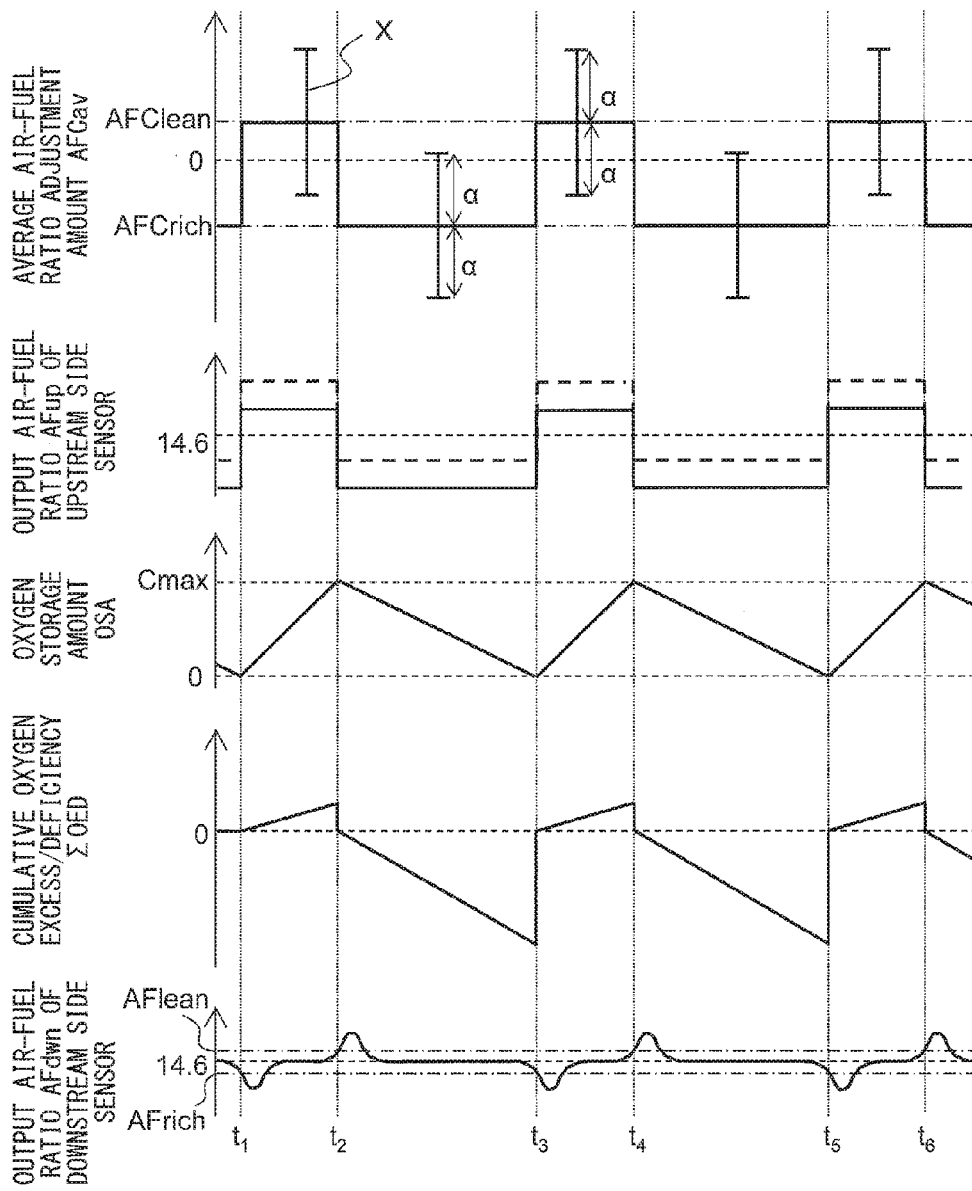 AVERAGE AIR-FUEL
RATIO ADJUSTMENT
AMOUNT AFCav
X
AFClean
0
AFCrich
α
α
α
α
OUTPUT AIR-FUEL
RATIO AFup OF
UPSTREAM SIDE
SENSOR
14.6
OXYGEN
STORAGE
AMOUNT
OSA
Cmax
0
CUMULATIVE OXYGEN
EXCESS/DEFICIENCY
ΣOED
0
OUTPUT AIR-FUEL
RATIO AFdwn OF
DOWNSTREAM SIDE
SENSOR
AFlean
14.6
AFrich
t1 t2 t3 t4 t5 t6